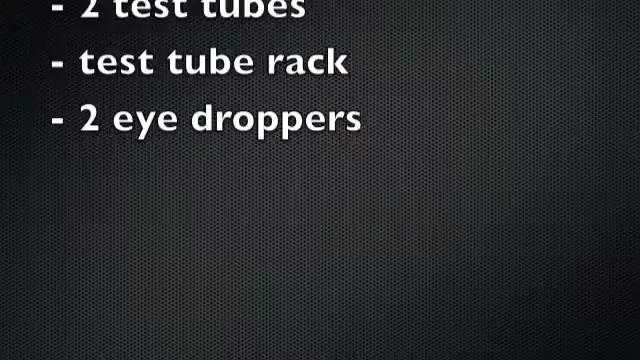 - 2 test tubes
- test tube rack
- 2 eye droppers